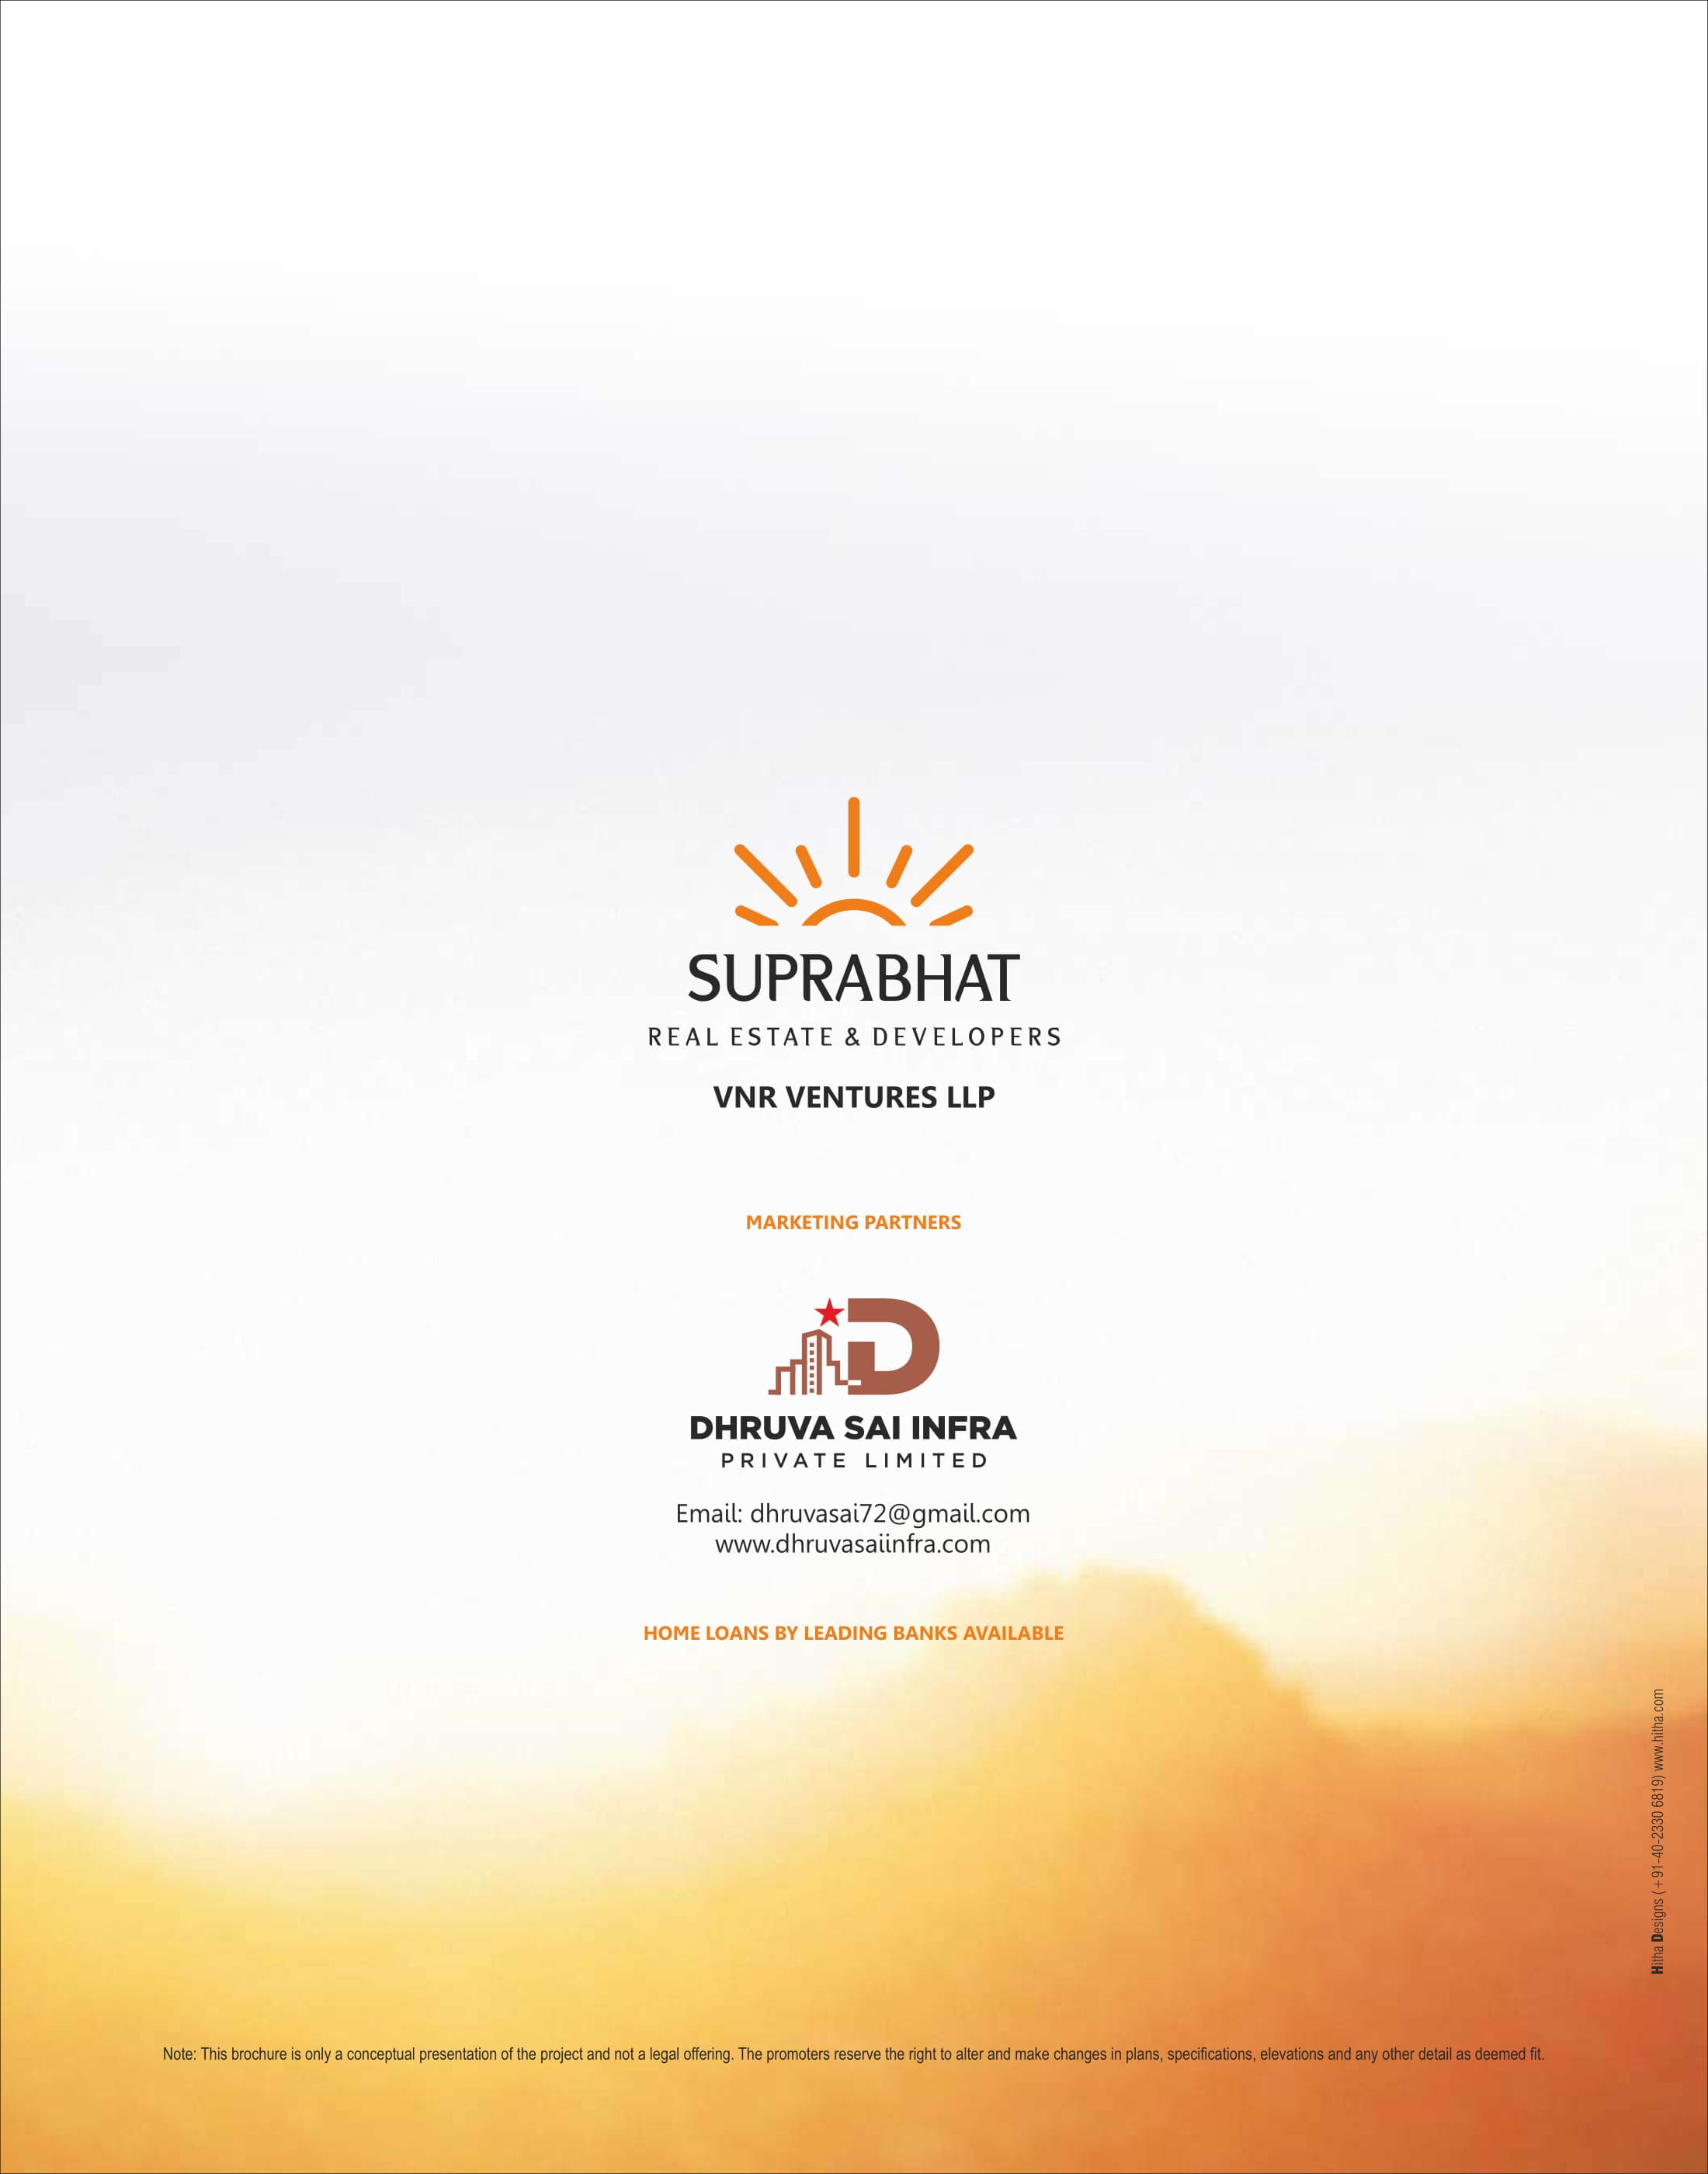 SUPRABHAT
REAL ESTATE & DEVELOPERS
VNR VENTURES LLP
MARKETING PARTNERS
DHRUVA SAI INFRA
PRIVATE LIMITED
Email: dhruvasai72@gmail.com
www.dhruvasaiinfra.com
HOME LOANS BY LEADING BANKS AVAILABLE
Hitha Designs (+91-40-2330 6819) www.hitha.com
Note: This brochure is only a conceptual presentation of the project and not a legal offering. The promoters reserve the right to alter and make changes in plans, specifications, elevations and any other detail as deemed fit.